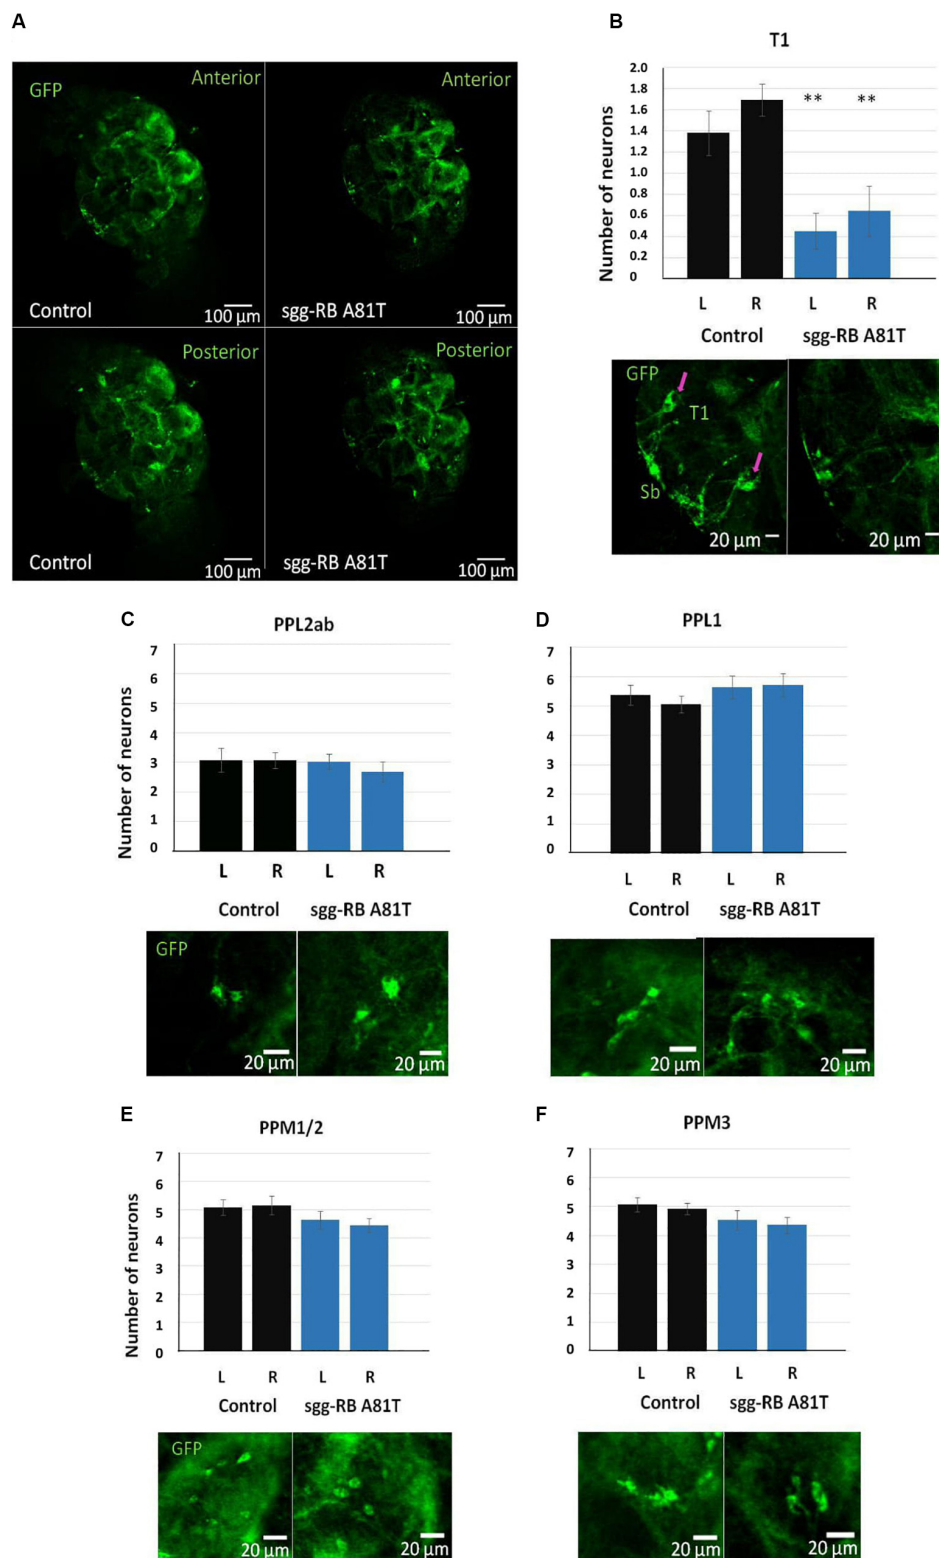 A
GFP
Anterior
Anterior
Control
100 µm
sgg-RB A81T
100 µm
Posterior
Posterior
Control
100 µm
sgg-RB A81T
100 µm
B
T1
Number of neurons
2.0
1.8
1.6
1.4
1.2
1.0
0.8
0.6
0.4
0.2
0
** **
L R L R
Control sgg-RB A81T
GFP
T1
Sb
20 µm
20 µm
C
PPL2ab
Number of neurons
7
6
5
4
3
2
1
0
L R L R
Control sgg-RB A81T
GFP
20 µm
20 µm
D
PPL1
7
6
5
4
3
2
1
0
L R L R
Control sgg-RB A81T
20 µm
20 µm
E
PPM1/2
Number of neurons
7
6
5
4
3
2
1
0
L R L R
Control sgg-RB A81T
GFP
20 µm
20 µm
F
PPM3
7
6
5
4
3
2
1
0
L R L R
Control sgg-RB A81T
20 µm
20 µm